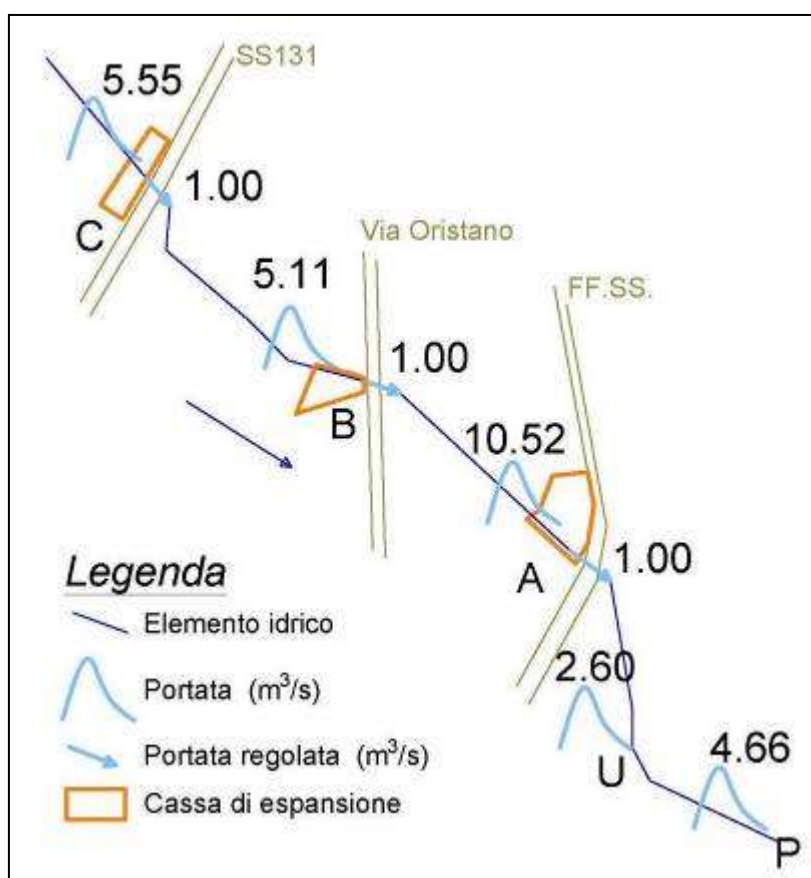 SS131
5.55
1.00
C
Via Oristano
5.11
FF.SS.
1.00
B
10.52
A
1.00
Legenda
Elemento idrico
2.60
Portata (m³/s)
U
4.66
Portata regolata (m³/s)
Cassa di espansione
P